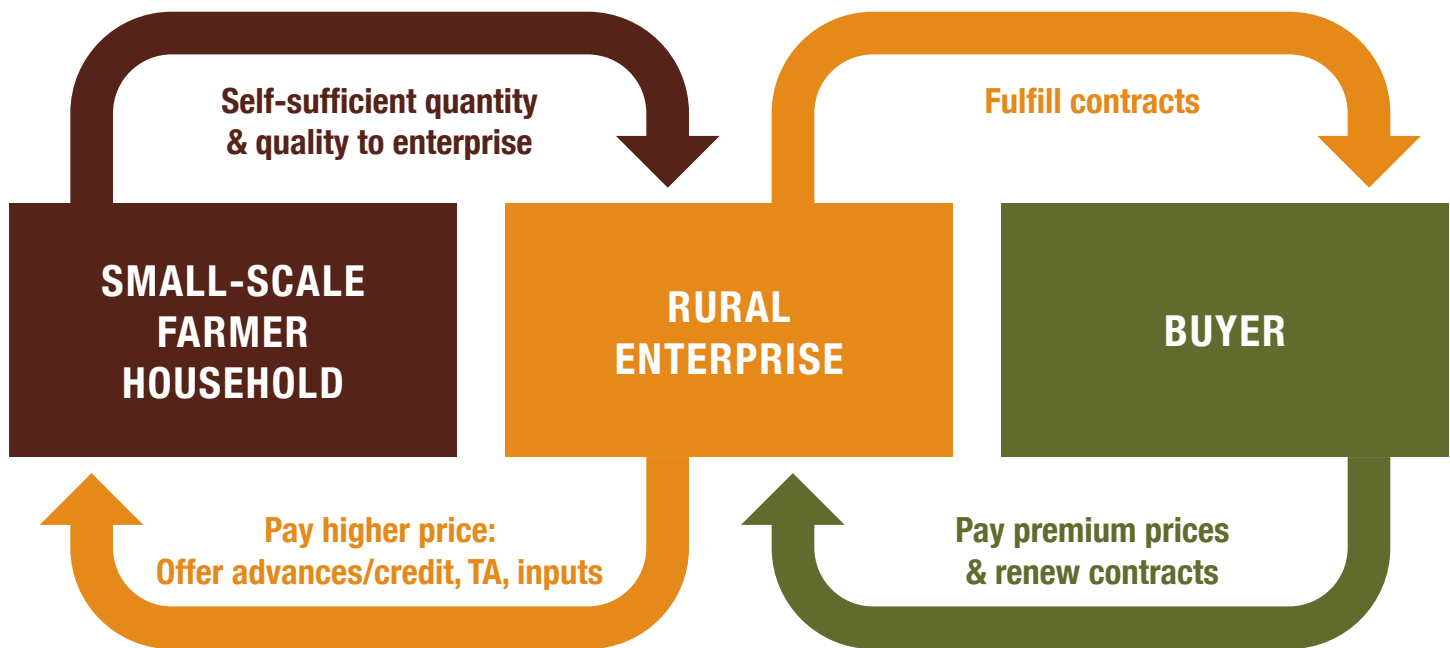 Self-sufficient quantity
& quality to enterprise
Fulfill contracts
SMALL-SCALE
FARMER
HOUSEHOLD
RURAL
ENTERPRISE
BUYER
Pay higher price:
Offer advances/credit, TA, inputs
Pay premium prices
& renew contracts